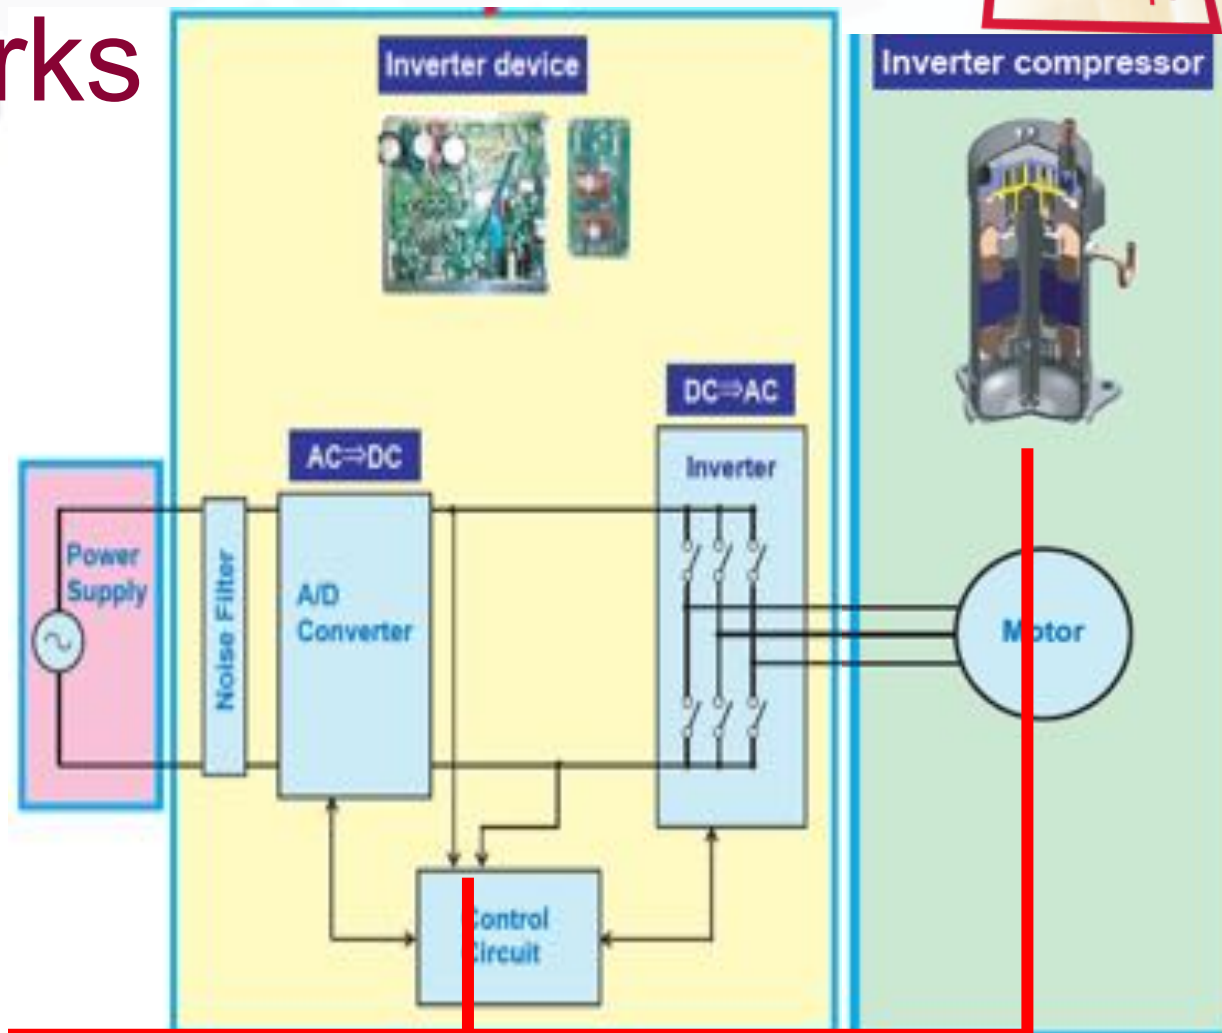 rks
Inverter device
Inverter compressor
DC⇒AC
AC⇒DC
Inverter
Power
Supply
Noise Filter
A/D
Converter
Motor
Control
Circuit